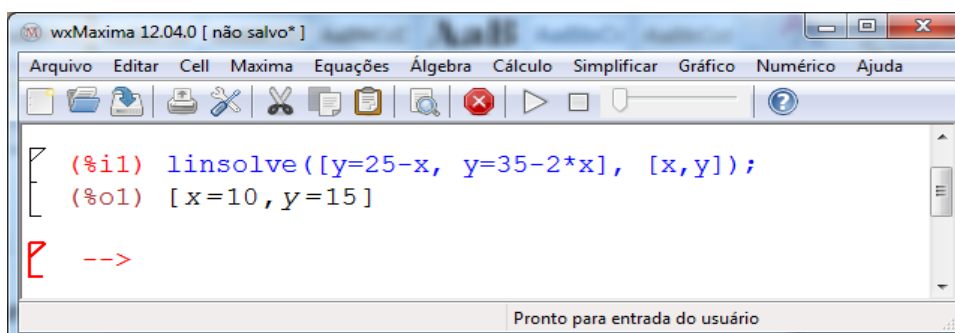 wxMaxima 12.04.0 [ não salvo* ]
Arquivo Editar Cell Maxima Equações Álgebra Cálculo Simplificar Gráfico Numérico Ajuda
(%i1) linsolve([y=25-x, y=35-2*x], [x,y]);
(%o1) [x=10,y=15]
-->
Pronto para entrada do usuário